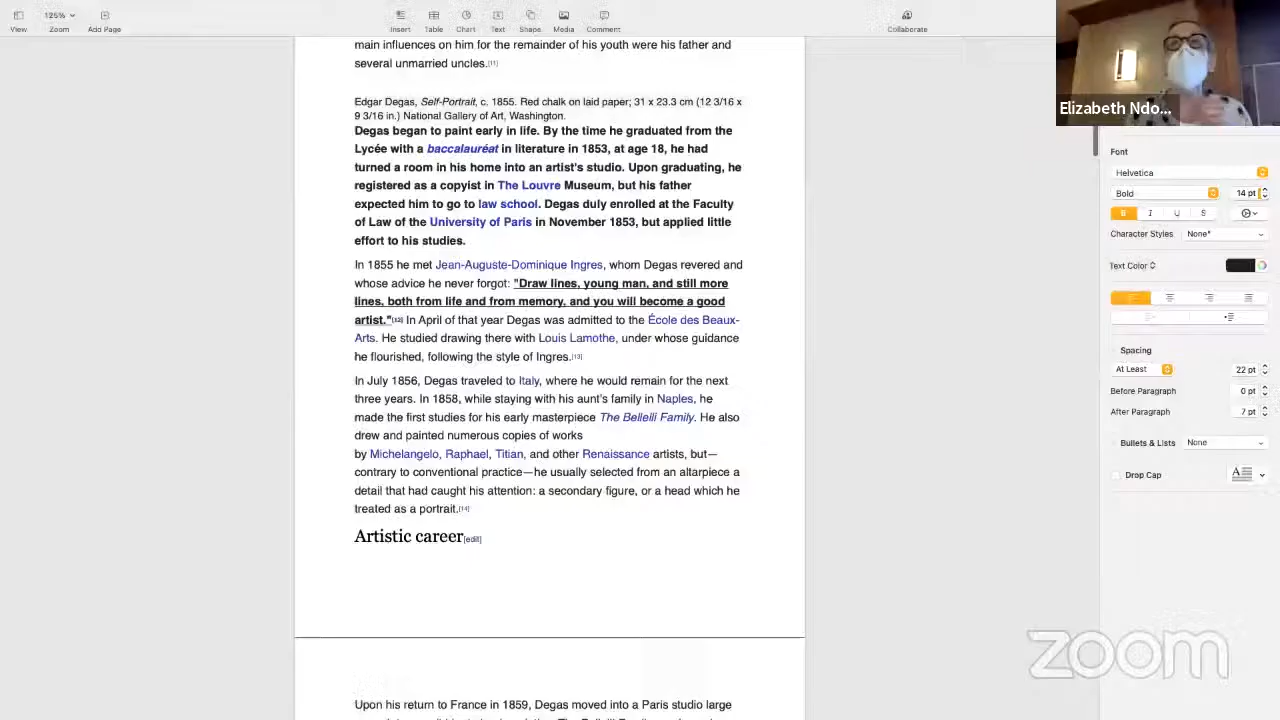 125%
View
Zoom
Add Page
Insert
Table
Chart
Text
Shape
Media
Comment
Collaborate
main influences on him for the remainder of his youth were his father and
several unmarried uncles.[11]
Edgar Degas, Self-Portrait, c. 1855. Red chalk on laid paper; 31 x 23.3 cm (12 3/16 x
9 3/16 in.) National Gallery of Art, Washington.
Degas began to paint early in life. By the time he graduated from the
Lycée with a baccalauréat in literature in 1853, at age 18, he had
turned a room in his home into an artist's studio. Upon graduating, he
registered as a copyist in The Louvre Museum, but his father
expected him to go to law school. Degas duly enrolled at the Faculty
of Law of the University of Paris in November 1853, but applied little
effort to his studies.
In 1855 he met Jean-Auguste-Dominique Ingres, whom Degas revered and
whose advice he never forgot: "Draw lines, young man, and still more
lines, both from life and from memory, and you will become a good
artist."[12] In April of that year Degas was admitted to the École des Beaux-
Arts. He studied drawing there with Louis Lamothe, under whose guidance
he flourished, following the style of Ingres.[13]
In July 1856, Degas traveled to Italy, where he would remain for the next
three years. In 1858, while staying with his aunt's family in Naples, he
made the first studies for his early masterpiece The Bellelli Family. He also
drew and painted numerous copies of works
by Michelangelo, Raphael, Titian, and other Renaissance artists, but—
contrary to conventional practice—he usually selected from an altarpiece a
detail that had caught his attention: a secondary figure, or a head which he
treated as a portrait.[14]
Artistic career[edit]
Upon his return to France in 1859, Degas moved into a Paris studio large
Elizabeth Ndo...
Font
Helvetica
Bold
14 pt
B I U S
Character Styles
None*
Text Color
Spacing
At Least
22 pt
Before Paragraph
0 pt
After Paragraph
7 pt
Bullets & Lists
None
Drop Cap
zoom